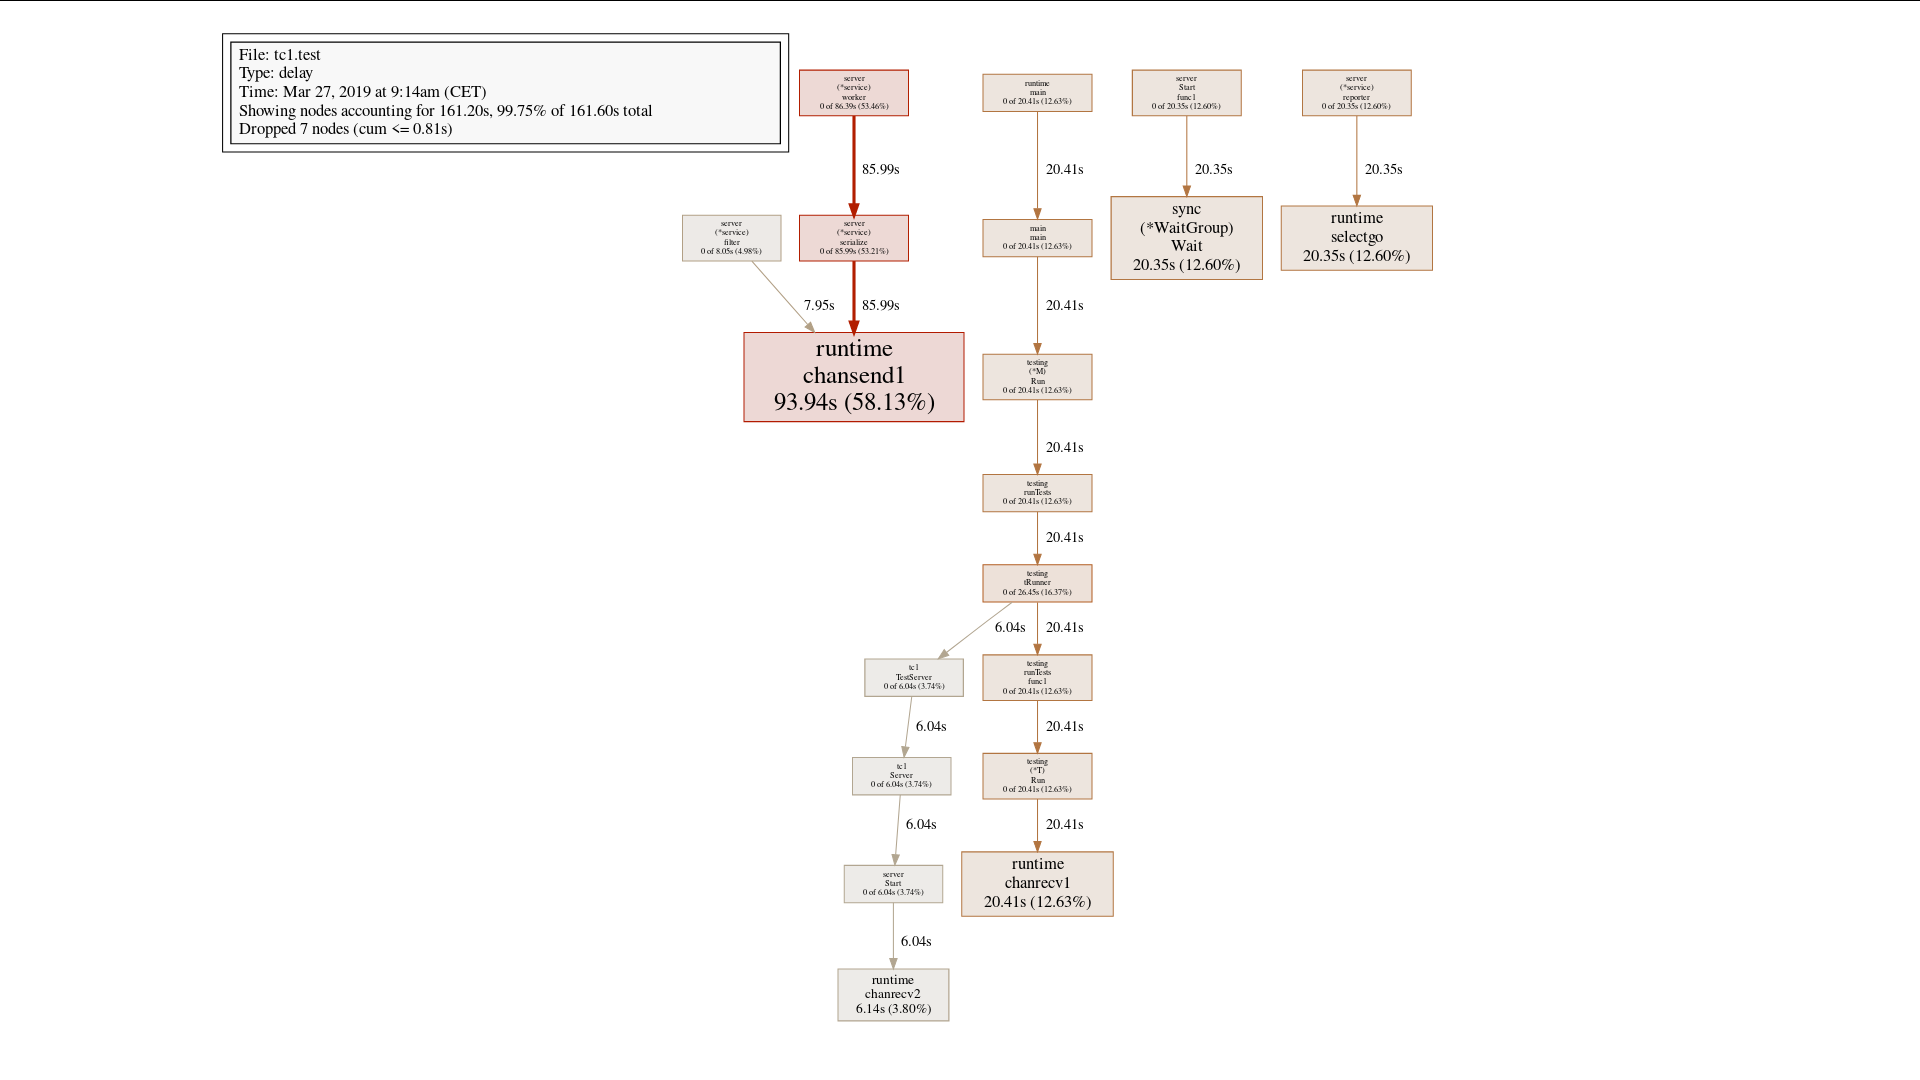 File: tc1.test
Type: delay
Time: Mar 27, 2019 at 9:14am (CET)
Showing nodes accounting for 161.20s, 99.75% of 161.60s total
Dropped 7 nodes (cum <= 0.81s)
server
(*service)
worker
0 of 86.39s (53.46%)
runtime
main
0 of 20.41s (12.63%)
server
Start
func1
0 of 20.35s (12.60%)
server
(*service)
reporter
0 of 20.35s (12.60%)
85.99s
20.41s
20.35s
20.35s
server
(*service)
filter
0 of 8.05s (4.98%)
server
(*service)
serialize
0 of 85.99s (53.21%)
main
main
0 of 20.41s (12.63%)
sync
(*WaitGroup)
Wait
20.35s (12.60%)
runtime
selectgo
20.35s (12.60%)
7.95s
85.99s
20.41s
runtime
chansend1
93.94s (58.13%)
testing
(*M)
Run
0 of 20.41s (12.63%)
20.41s
testing
runTests
0 of 20.41s (12.63%)
20.41s
testing
tRunner
0 of 26.45s (16.37%)
6.04s
20.41s
tc1
TestServer
0 of 6.04s (3.74%)
testing
runTests
func1
0 of 20.41s (12.63%)
6.04s
20.41s
tc1
Server
0 of 6.04s (3.74%)
testing
(*T)
Run
0 of 20.41s (12.63%)
6.04s
20.41s
server
Start
0 of 6.04s (3.74%)
runtime
chanrecv1
20.41s (12.63%)
6.04s
runtime
chanrecv2
6.14s (3.80%)